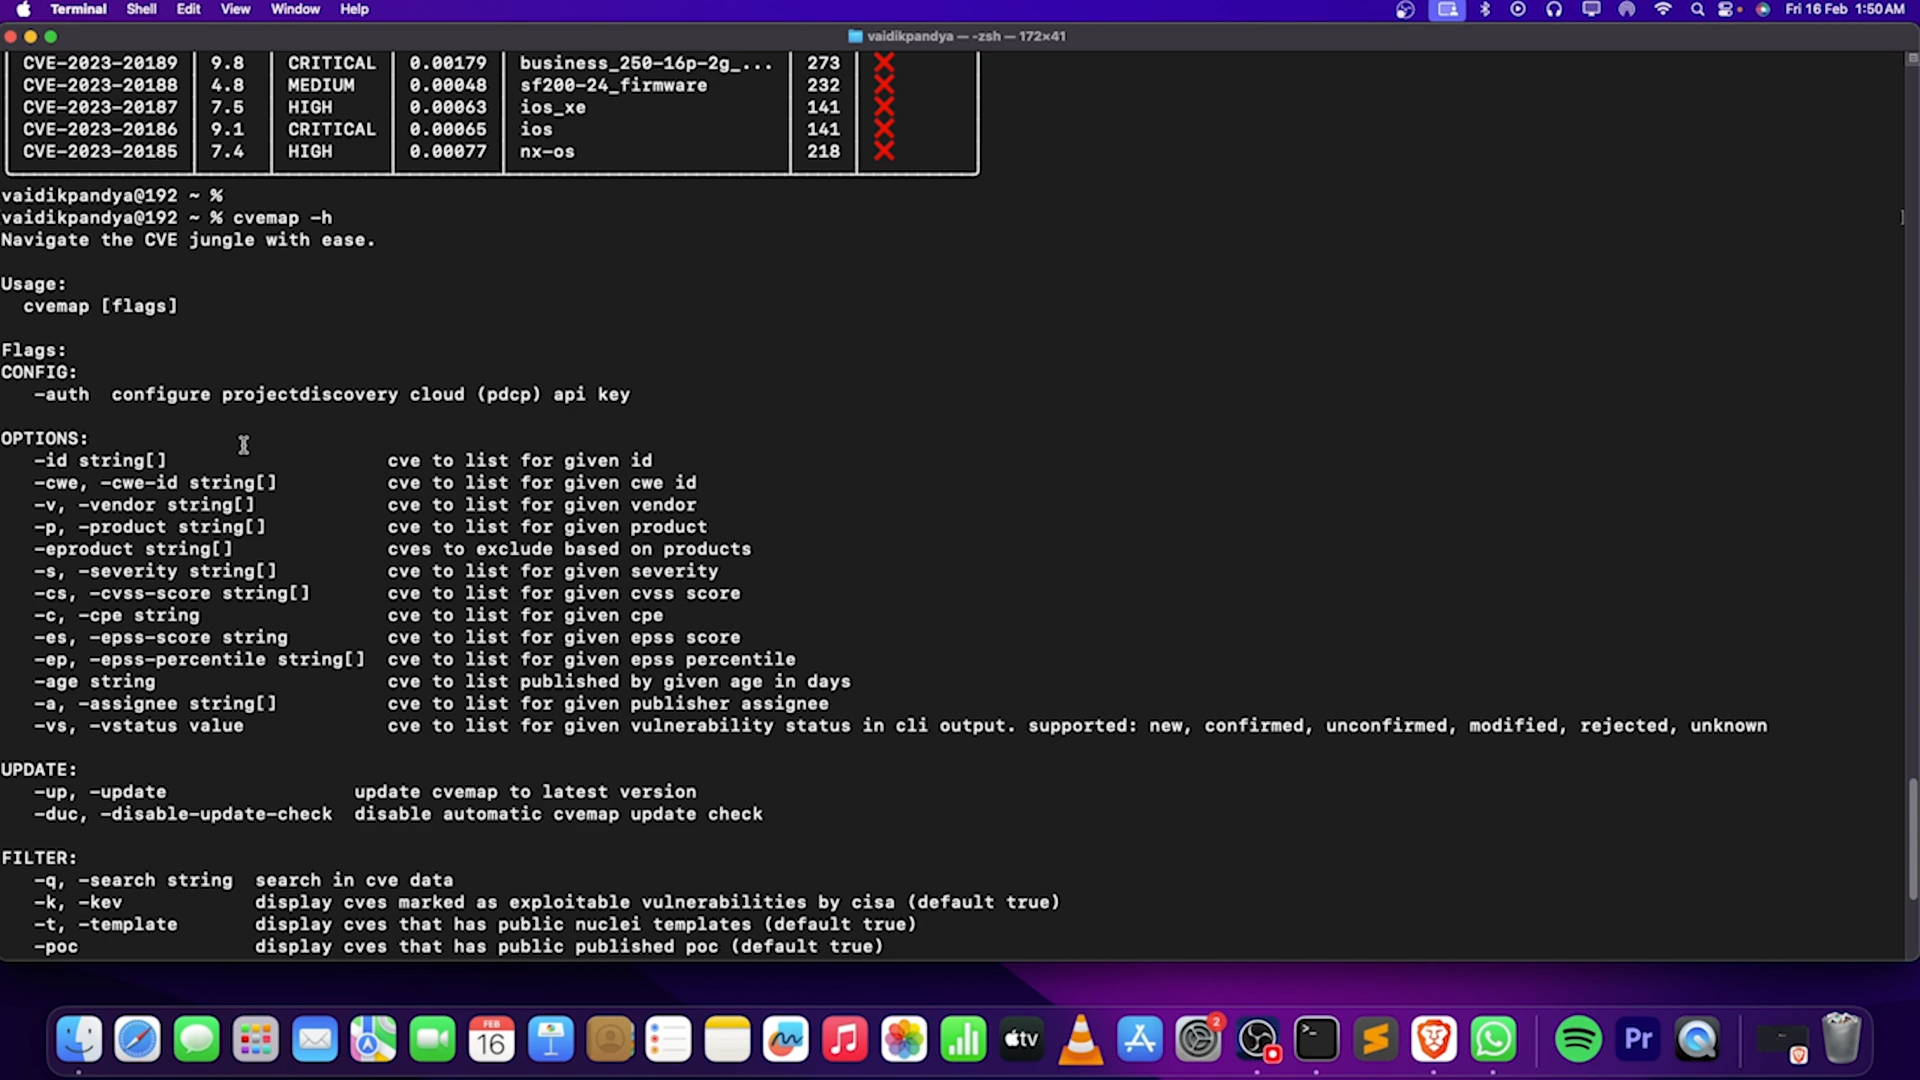 Terminal Shell Edit View Window Help Fri 16 Feb 1:50 AM
vaidikpandya — -zsh — 172×41
CVE-2023-20189 9.8 CRITICAL 0.00179 business_250-16p-2g_... 273 ❌
CVE-2023-20188 4.8 MEDIUM 0.00048 sf200-24_firmware 232 ❌
CVE-2023-20187 7.5 HIGH 0.00063 ios_xe 141 ❌
CVE-2023-20186 9.1 CRITICAL 0.00065 ios 141 ❌
CVE-2023-20185 7.4 HIGH 0.00077 nx-os 218 ❌
vaidikpandya@192 ~ %
vaidikpandya@192 ~ % cvemap -h
Navigate the CVE jungle with ease.
Usage:
cvemap [flags]
Flags:
CONFIG:
-auth configure projectdiscovery cloud (pdcp) api key
OPTIONS:
-id string[] cve to list for given id
-cwe, -cwe-id string[] cve to list for given cwe id
-v, -vendor string[] cve to list for given vendor
-p, -product string[] cve to list for given product
-eproduct string[] cves to exclude based on products
-s, -severity string[] cve to list for given severity
-cs, -cvss-score string[] cve to list for given cvss score
-c, -cpe string cve to list for given cpe
-es, -epss-score string cve to list for given epss score
-ep, -epss-percentile string[] cve to list for given epss percentile
-age string cve to list published by given age in days
-a, -assignee string[] cve to list for given publisher assignee
-vs, -vstatus value cve to list for given vulnerability status in cli output. supported: new, confirmed, unconfirmed, modified, rejected, unknown
UPDATE:
-up, -update update cvemap to latest version
-duc, -disable-update-check disable automatic cvemap update check
FILTER:
-q, -search string search in cve data
-k, -kev display cves marked as exploitable vulnerabilities by cisa (default true)
-t, -template display cves that has public nuclei templates (default true)
-poc display cves that has public published poc (default true)
FEB
16
tv
2
>_
Pr